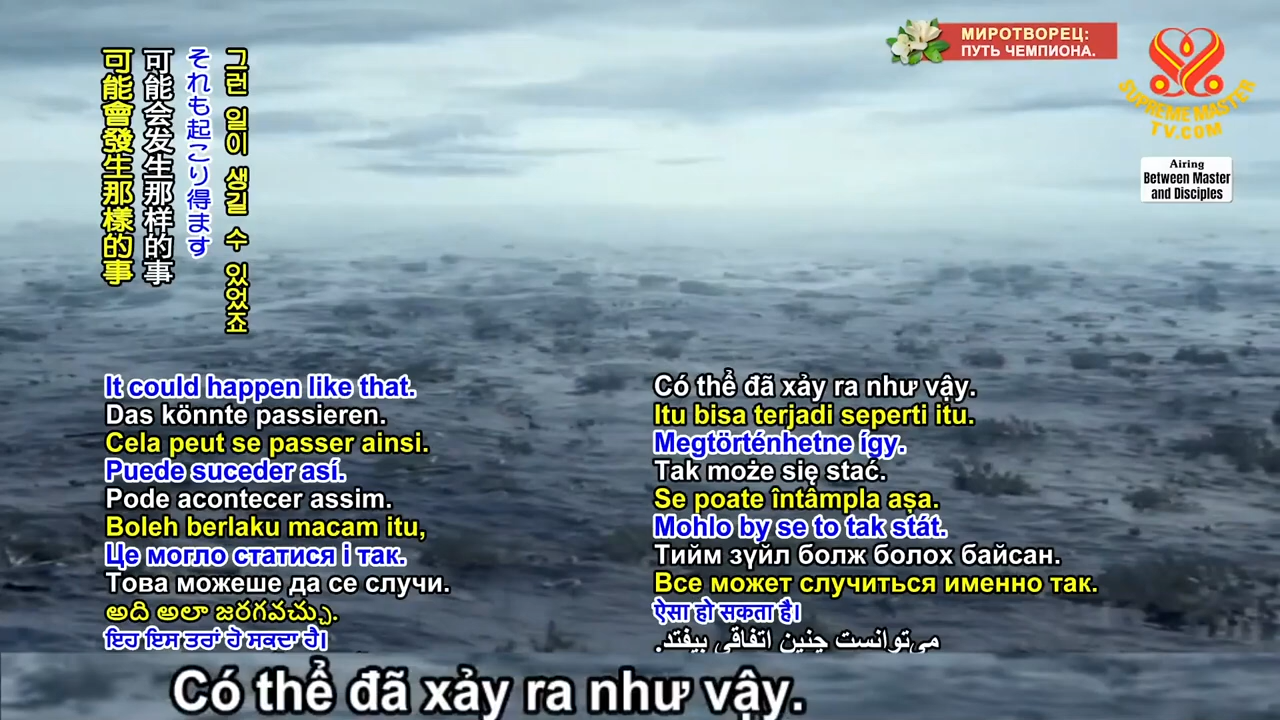 МИРОТВОРЕЦ:
ПУТЬ ЧЕМПИОНА.
SUPREME MASTER
TV.COM
Airing
Between Master
and Disciples
그런 일이 생길 수 있었죠
それも起こり得ます
可能会发生那样的事
可能會發生那樣的事
It could happen like that.
Das könnte passieren.
Cela peut se passer ainsi.
Puede suceder así.
Pode acontecer assim.
Boleh berlaku macam itu,
Це могло статися і так.
Това можеше да се случи.
అది అలా జరగవచ్చు.
ਇਹ ਇਸ ਤਰਾਂ ਹੋ ਸਕਦਾ ਹੈ।
Có thể đã xảy ra như vậy.
Itu bisa terjadi seperti itu.
Megtörténhetne így.
Tak może się stać.
Se poate întâmpla așa.
Mohlo by se to tak stát.
Тийм зүйл болж болох байсан.
Все может случиться именно так.
ऐसा हो सकता है।
می‌توانست چنین اتفاقی بیفتد.
Có thể đã xảy ra như vậy.